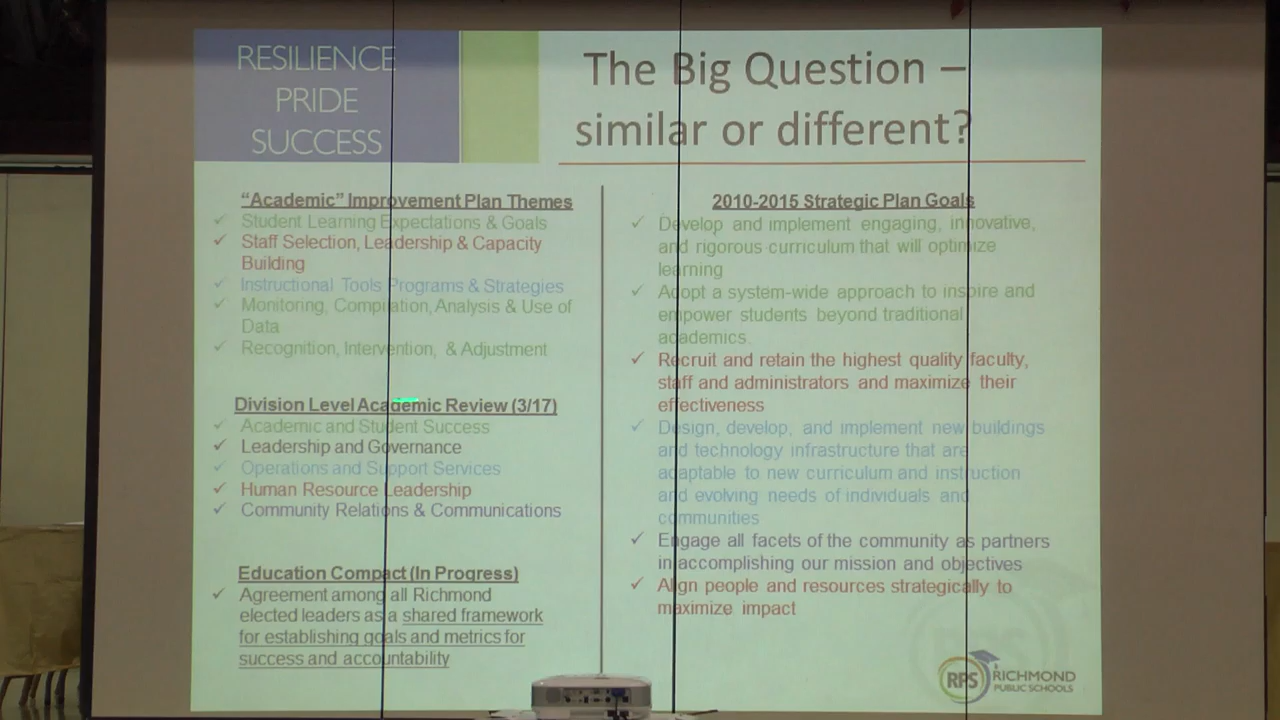 RESILIENCE
PRIDE
SUCCESS
The Big Question –
similar or different?
“Academic” Improvement Plan Themes
✓ Student Learning Expectations & Goals
✓ Staff Selection, Leadership & Capacity
Building
✓ Instructional Tools Programs & Strategies
✓ Monitoring, Compilation, Analysis & Use of
Data
✓ Recognition, Intervention, & Adjustment
Division Level Academic Review (3/17)
✓ Academic and Student Success
✓ Leadership and Governance
✓ Operations and Support Services
✓ Human Resource Leadership
✓ Community Relations & Communications
Education Compact (In Progress)
✓ Agreement among all Richmond
elected leaders as a shared framework
for establishing goals and metrics for
success and accountability
2010-2015 Strategic Plan Goals
✓ Develop and implement engaging, innovative,
and rigorous curriculum that will optimize
learning
✓ Adopt a system-wide approach to inspire and
empower students beyond traditional
academics.
✓ Recruit and retain the highest quality faculty,
staff and administrators and maximize their
effectiveness
✓ Design, develop, and implement new buildings
and technology infrastructure that are
adaptable to new curriculum and instruction
and evolving needs of individuals and
communities
✓ Engage all facets of the community as partners
in accomplishing our mission and objectives
✓ Align people and resources strategically to
maximize impact
RPS
RPS
RICHMOND
PUBLIC SCHOOLS